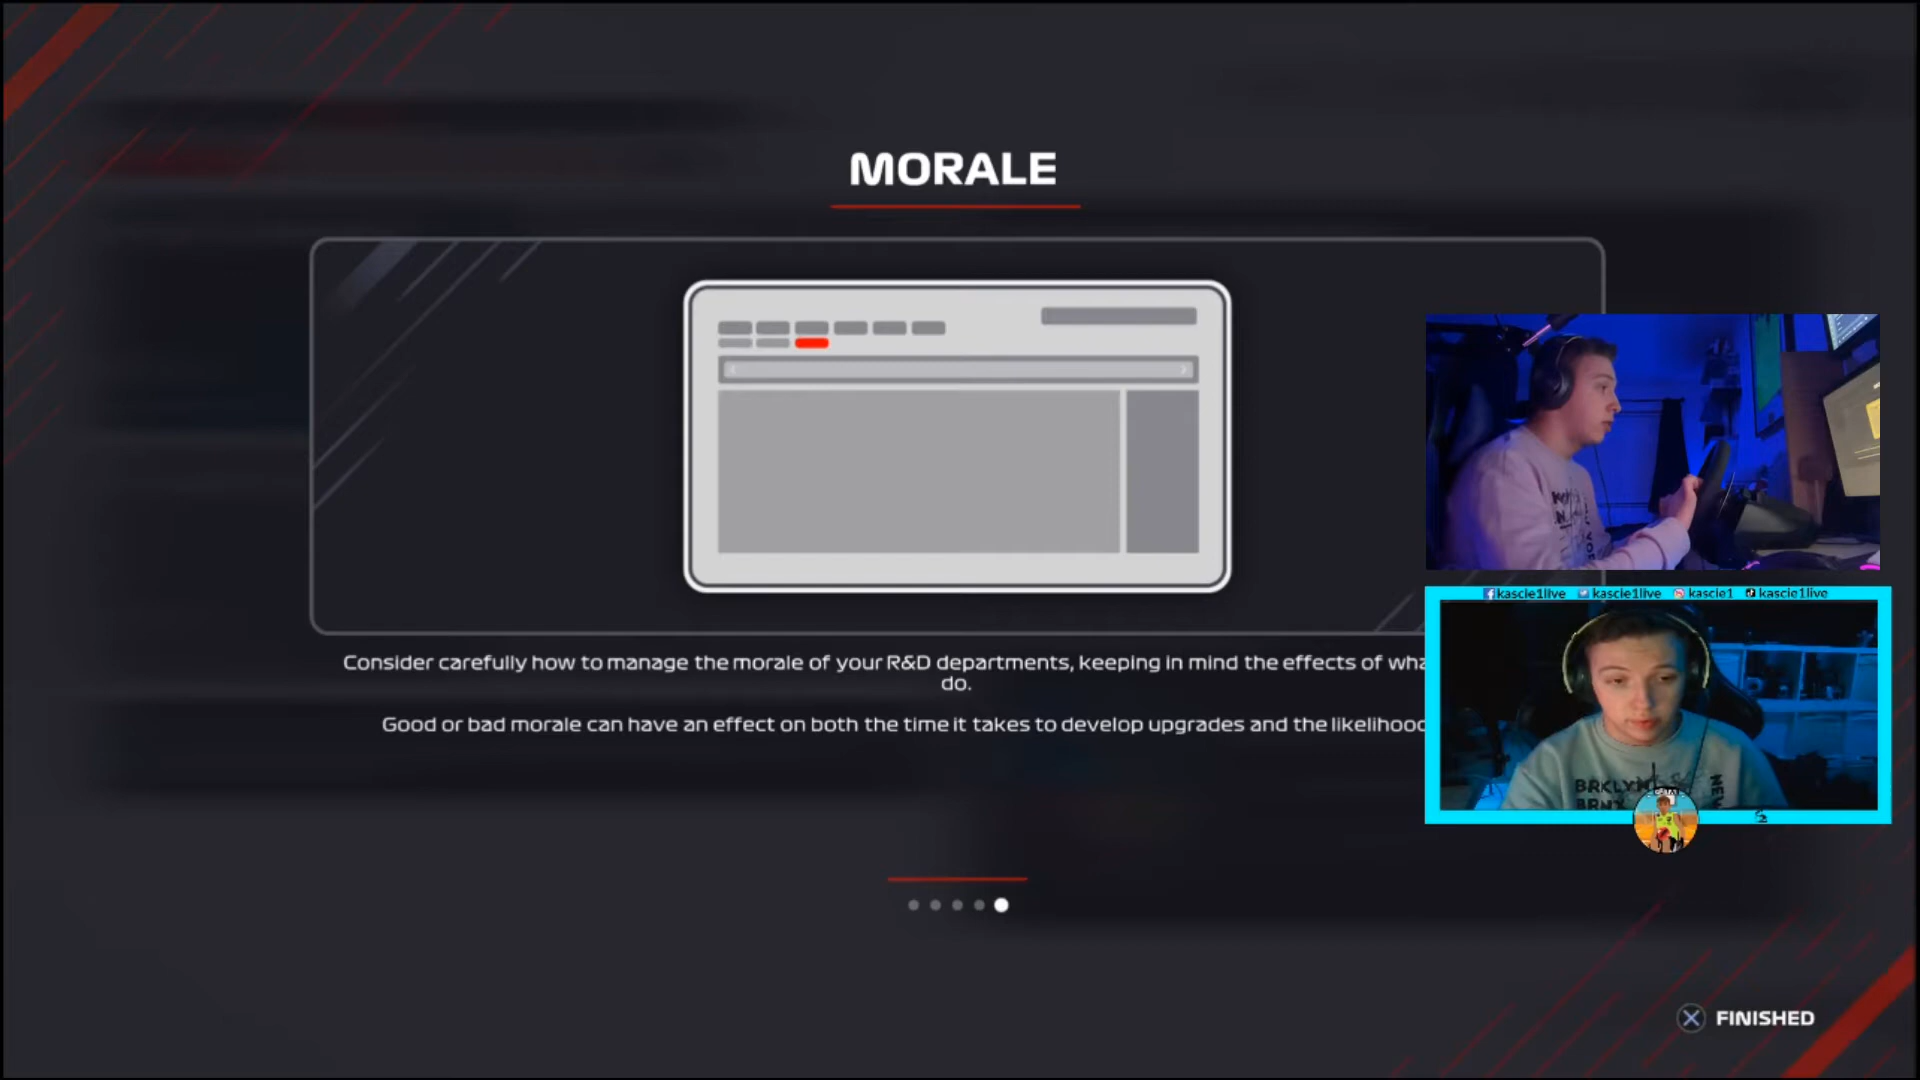 MORALE
Consider carefully how to manage the morale of your R&D departments, keeping in mind the effects of
do.
Good or bad morale can have an effect on both the time it takes to develop upgrades and the
kascie1live kascie1live kascie1 kascie1live
BRKLYN
NEW
FINISHED